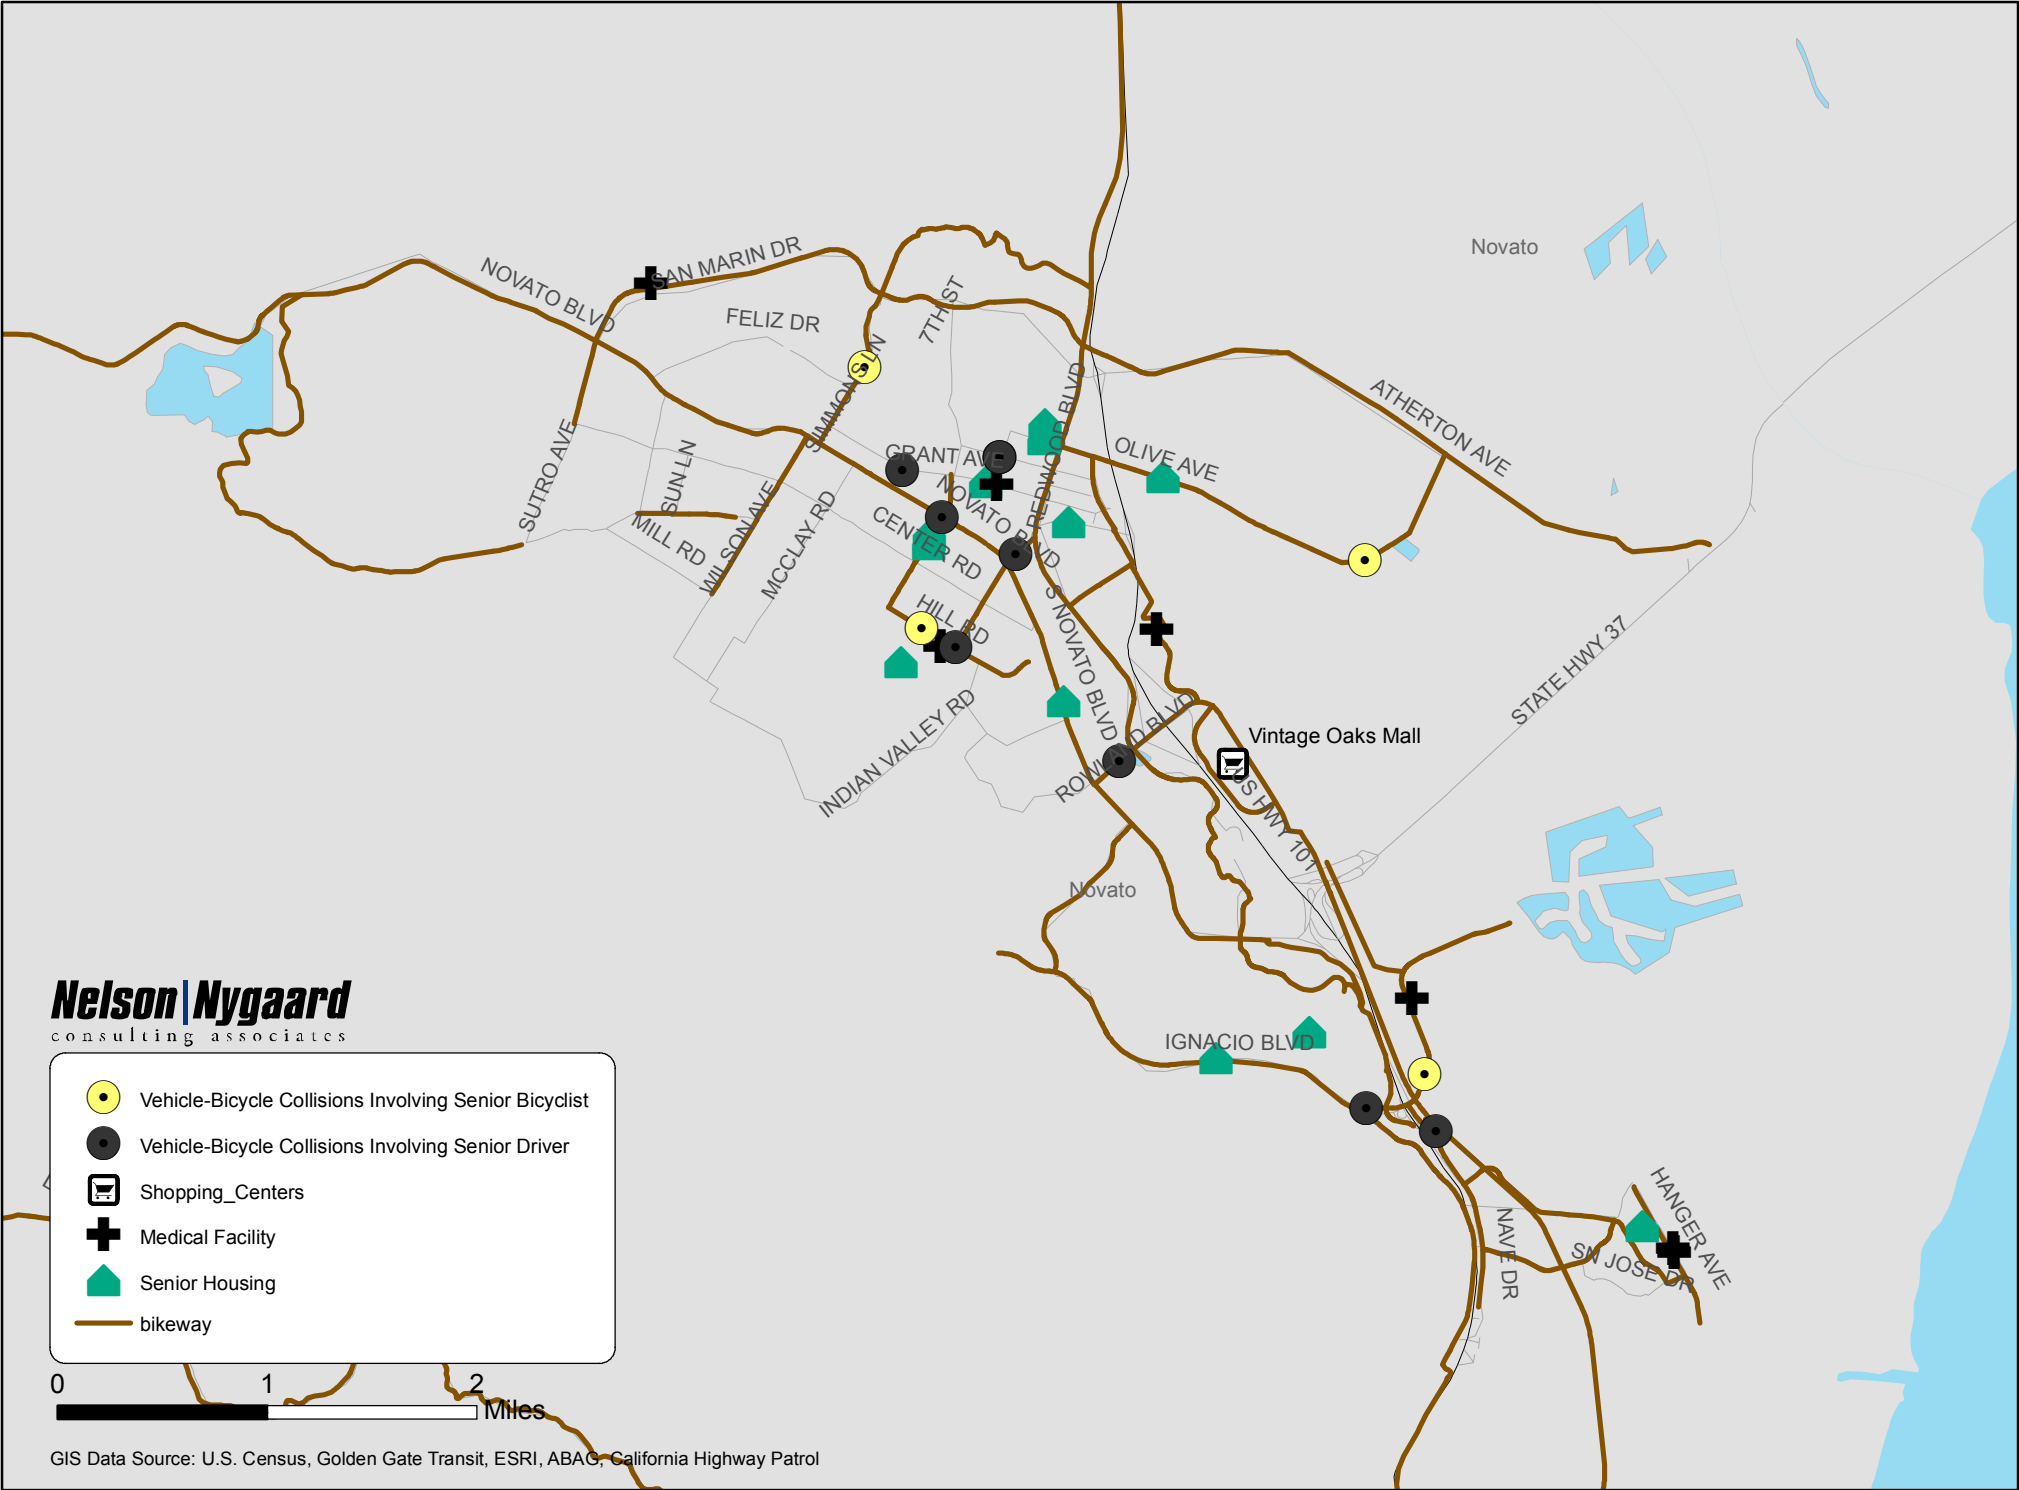 Novato
SAN MARIN DR
NOVATO BLVD
FELIZ DR
7TH ST
SIMMONS LN
REDWOOD BLVD
ATHERTON AVE
OLIVE AVE
GRANT AVE
SUTRO AVE
SUN LN
NOVATO BLVD
CENTER RD
MILL RD
WILSON AVE
MCCLAY RD
HILL RD
S NOVATO BLVD
STATE HWY 37
INDIAN VALLEY RD
ROWLAND BLVD
Vintage Oaks Mall
US HWY 101
Novato
IGNACIO BLVD
HANGER AVE
NAVE DR
SN JOSE DR
Nelson|Nygaard
consulting associates
Vehicle-Bicycle Collisions Involving Senior Bicyclist
Vehicle-Bicycle Collisions Involving Senior Driver
Shopping_Centers
Medical Facility
Senior Housing
bikeway
0 1 2
Miles
GIS Data Source: U.S. Census, Golden Gate Transit, ESRI, ABAG, California Highway Patrol